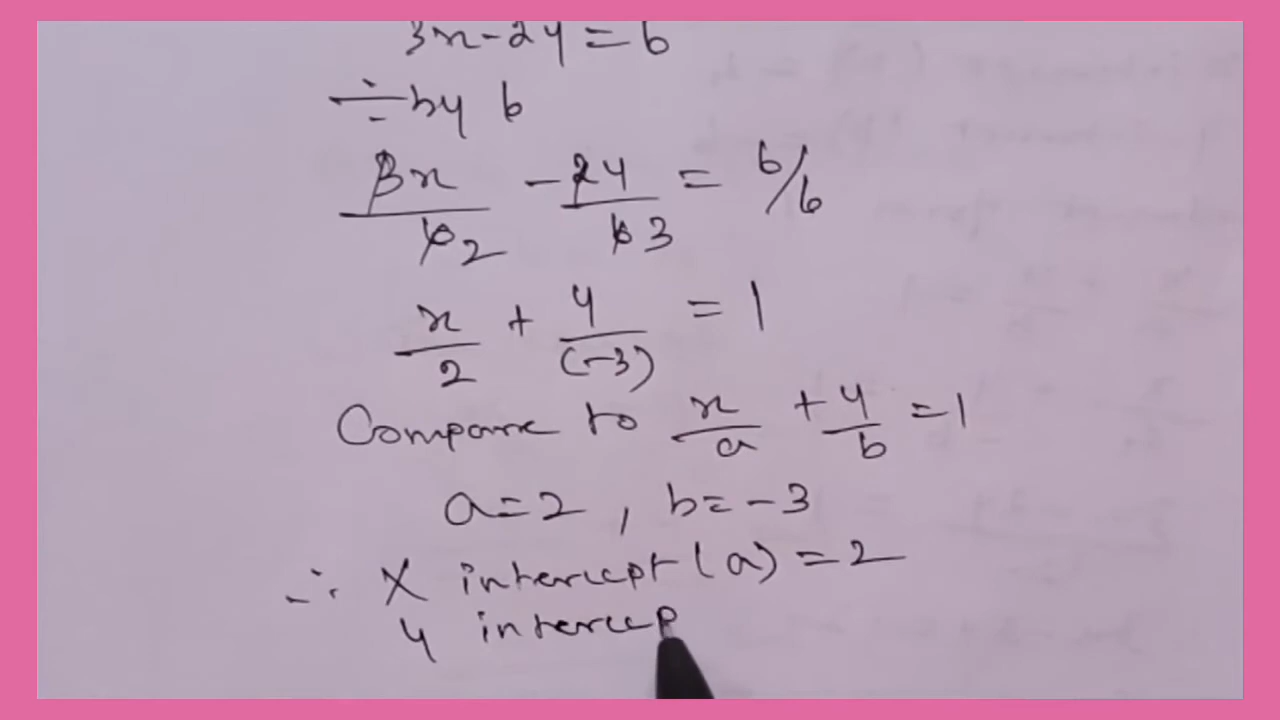 3x - 2y = 6
÷ by 6
3x/6 2 - 2y/6 3 = 6/6
x/2 + y/(-3) = 1
Compare to x/a + y/b = 1
a = 2 , b = -3
∴ X intercept (a) = 2
y intercep